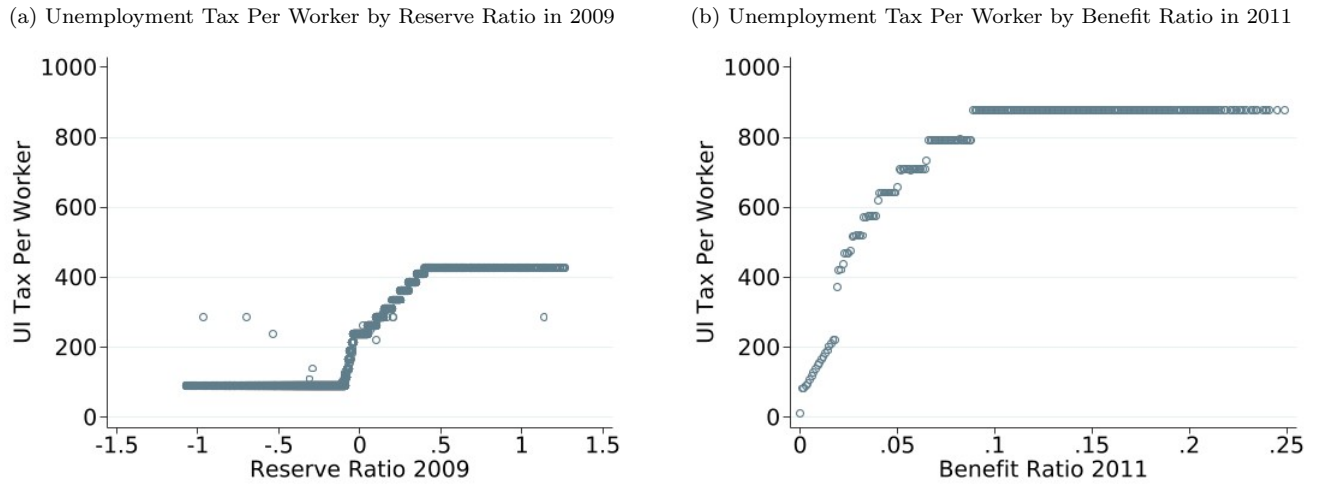 (a) Unemployment Tax Per Worker by Reserve Ratio in 2009
1000
800
600
400
200
0
UI Tax Per Worker
-1.5 -1 -.5 0 .5 1 1.5
Reserve Ratio 2009
(b) Unemployment Tax Per Worker by Benefit Ratio in 2011
1000
800
600
400
200
0
UI Tax Per Worker
0 .05 .1 .15 .2 .25
Benefit Ratio 2011